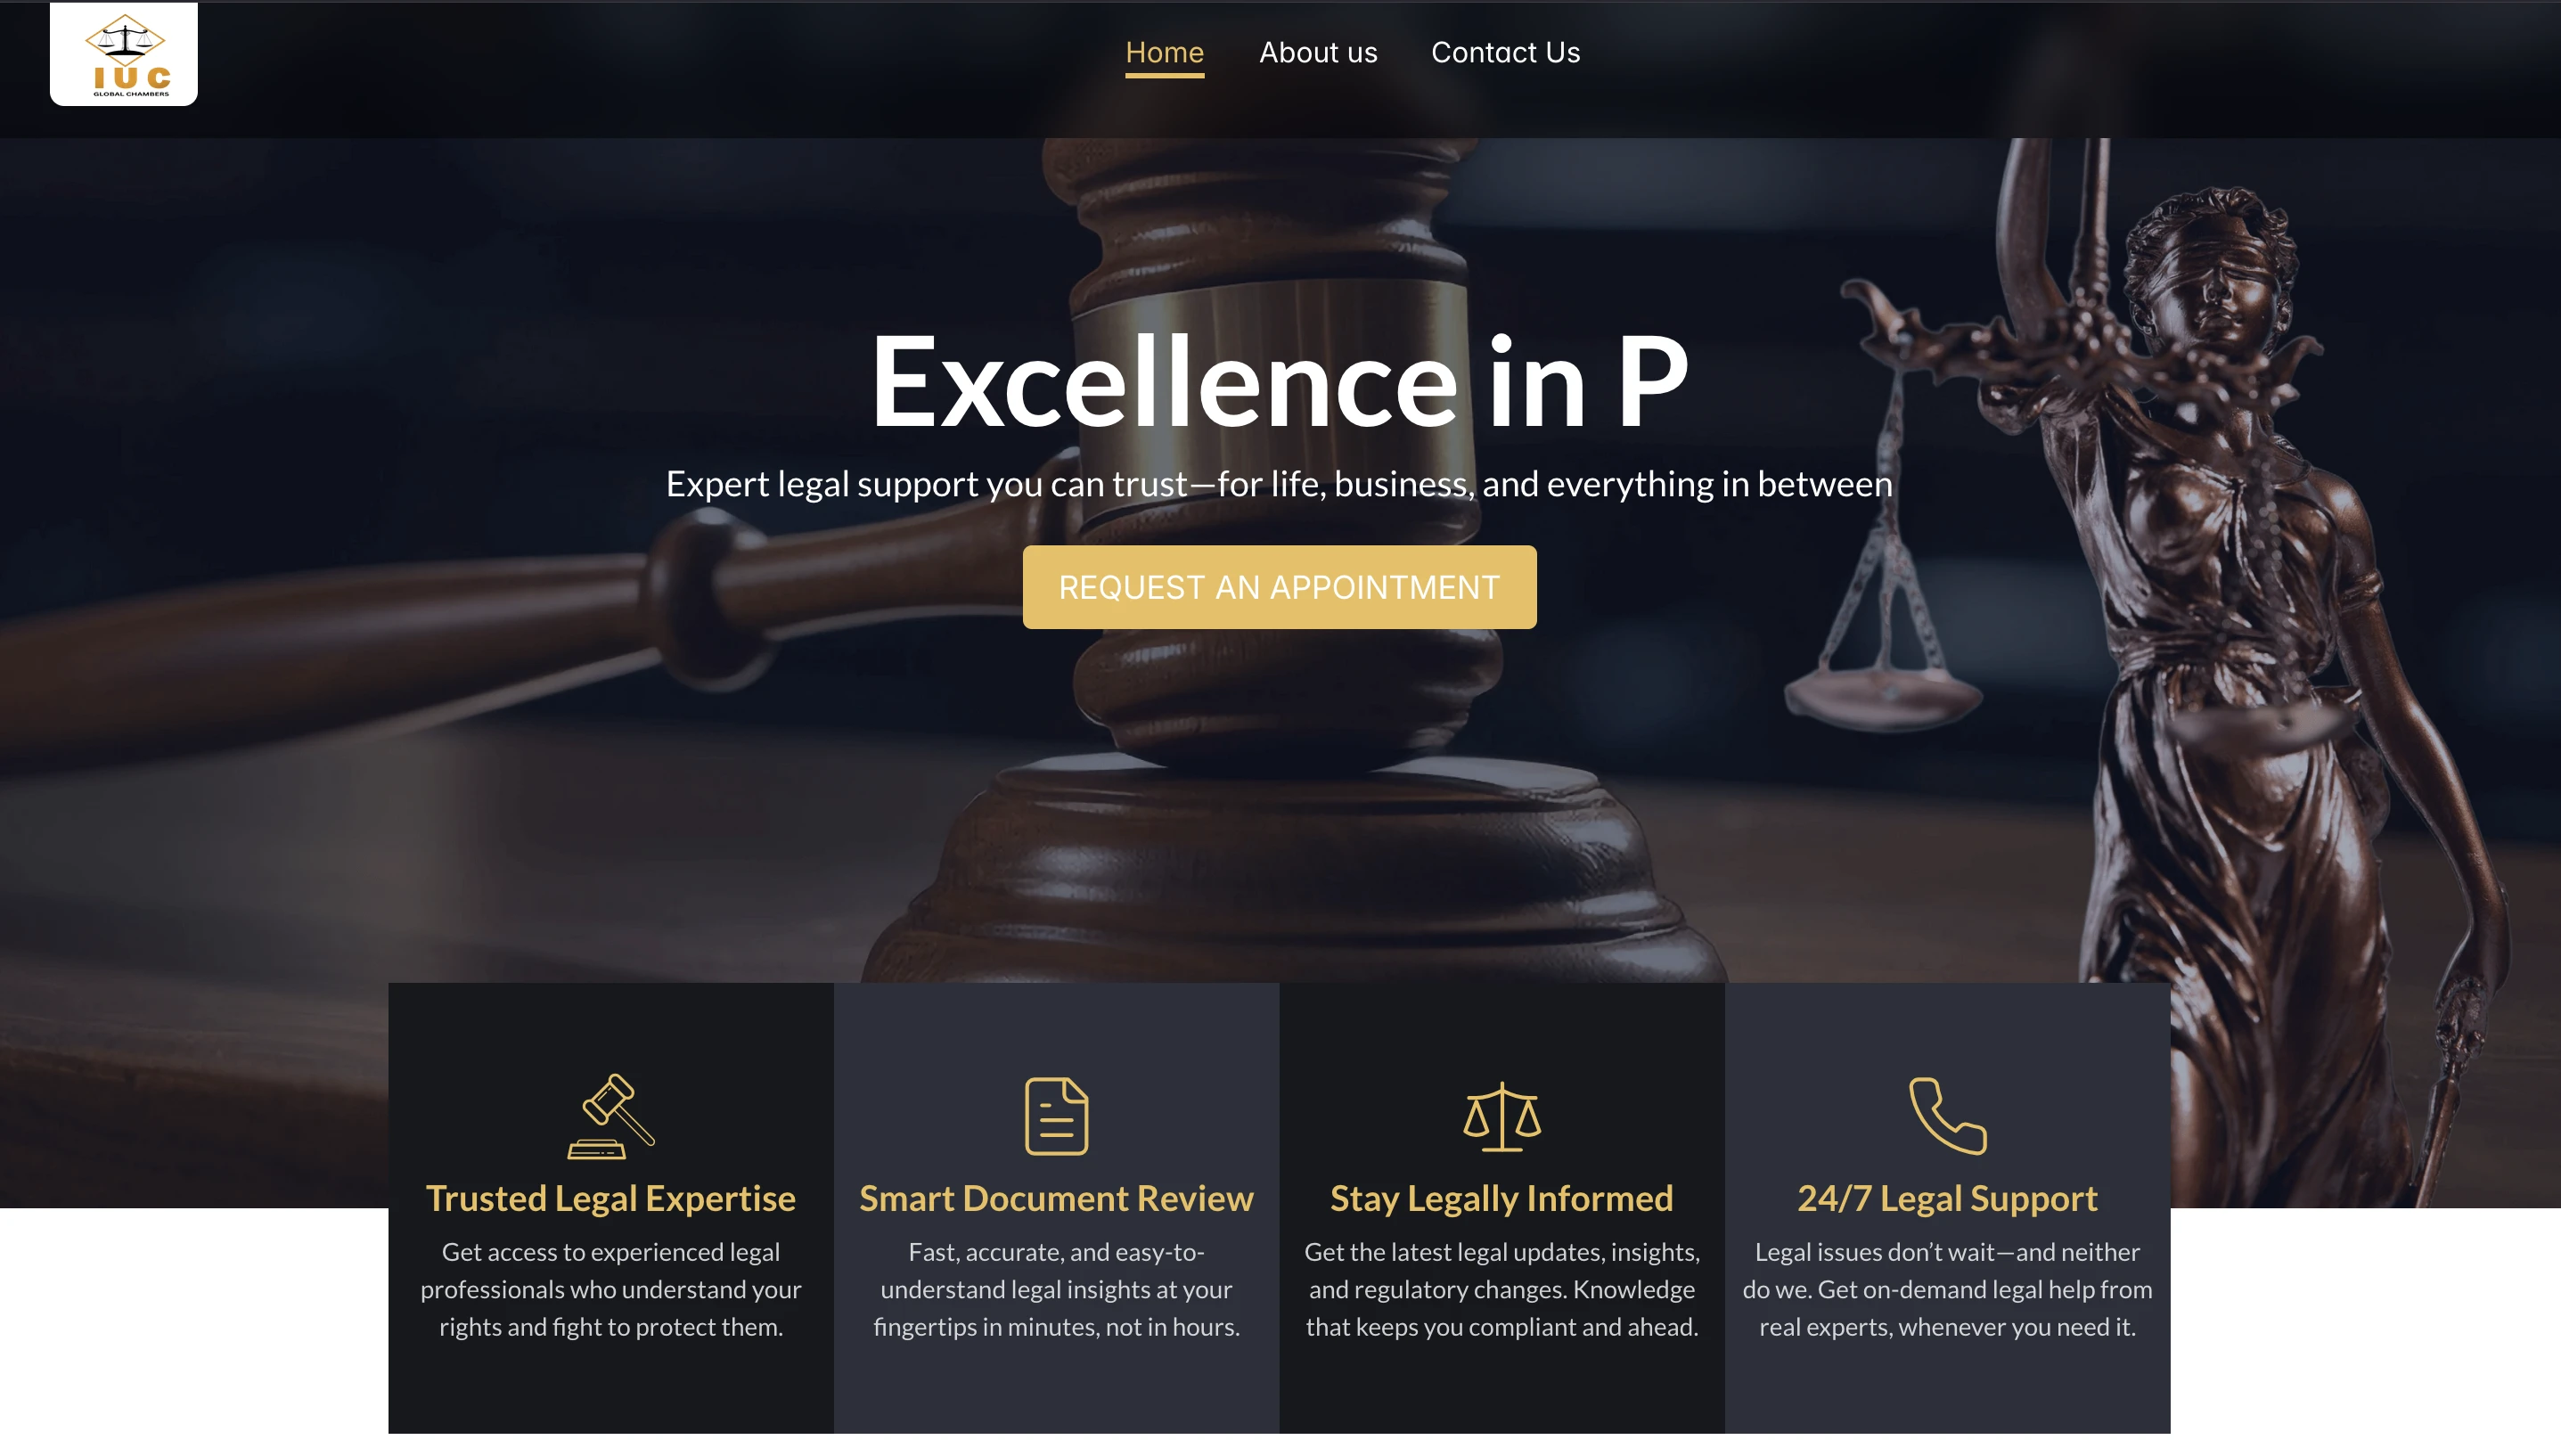 IUC
GLOBAL CHAMBERS
Home
About us
Contact Us
Excellence in P
Expert legal support you can trust—for life, business, and everything in between
REQUEST AN APPOINTMENT
Trusted Legal Expertise
Get access to experienced legal
professionals who understand your
rights and fight to protect them.
Smart Document Review
Fast, accurate, and easy-to-
understand legal insights at your
fingertips in minutes, not in hours.
Stay Legally Informed
Get the latest legal updates, insights,
and regulatory changes. Knowledge
that keeps you compliant and ahead.
24/7 Legal Support
Legal issues don’t wait—and neither
do we. Get on-demand legal help from
real experts, whenever you need it.